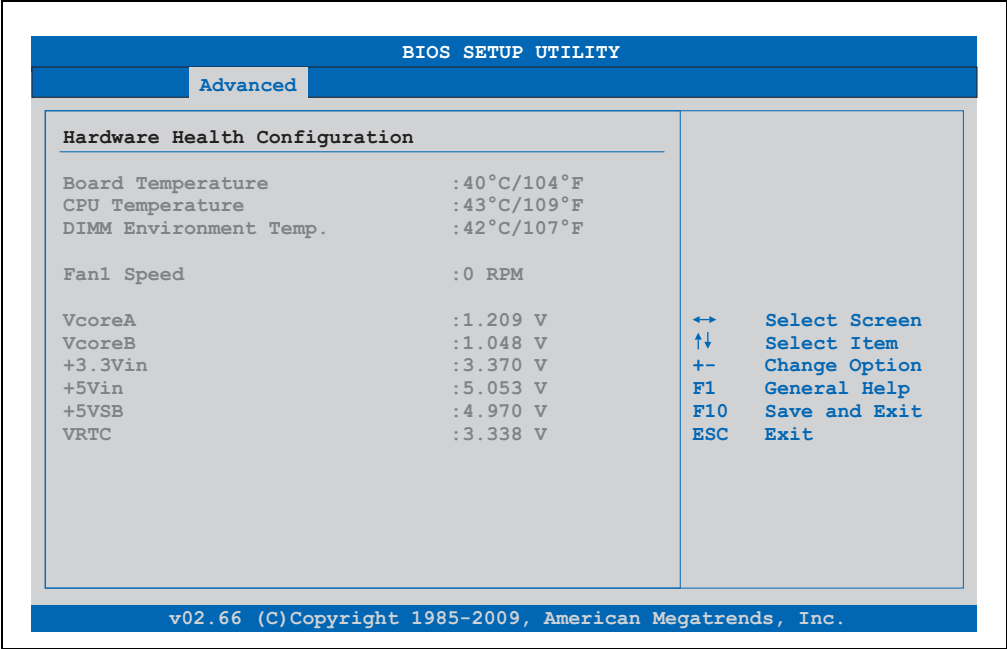 BIOS SETUP UTILITY
Advanced
Hardware Health Configuration
Board Temperature :40°C/104°F
CPU Temperature :43°C/109°F
DIMM Environment Temp. :42°C/107°F
Fan1 Speed :0 RPM
VcoreA :1.209 V
VcoreB :1.048 V
+3.3Vin :3.370 V
+5Vin :5.053 V
+5VSB :4.970 V
VRTC :3.338 V
←→ Select Screen
↑↓ Select Item
+- Change Option
F1 General Help
F10 Save and Exit
ESC Exit
v02.66 (C)Copyright 1985-2009, American Megatrends, Inc.